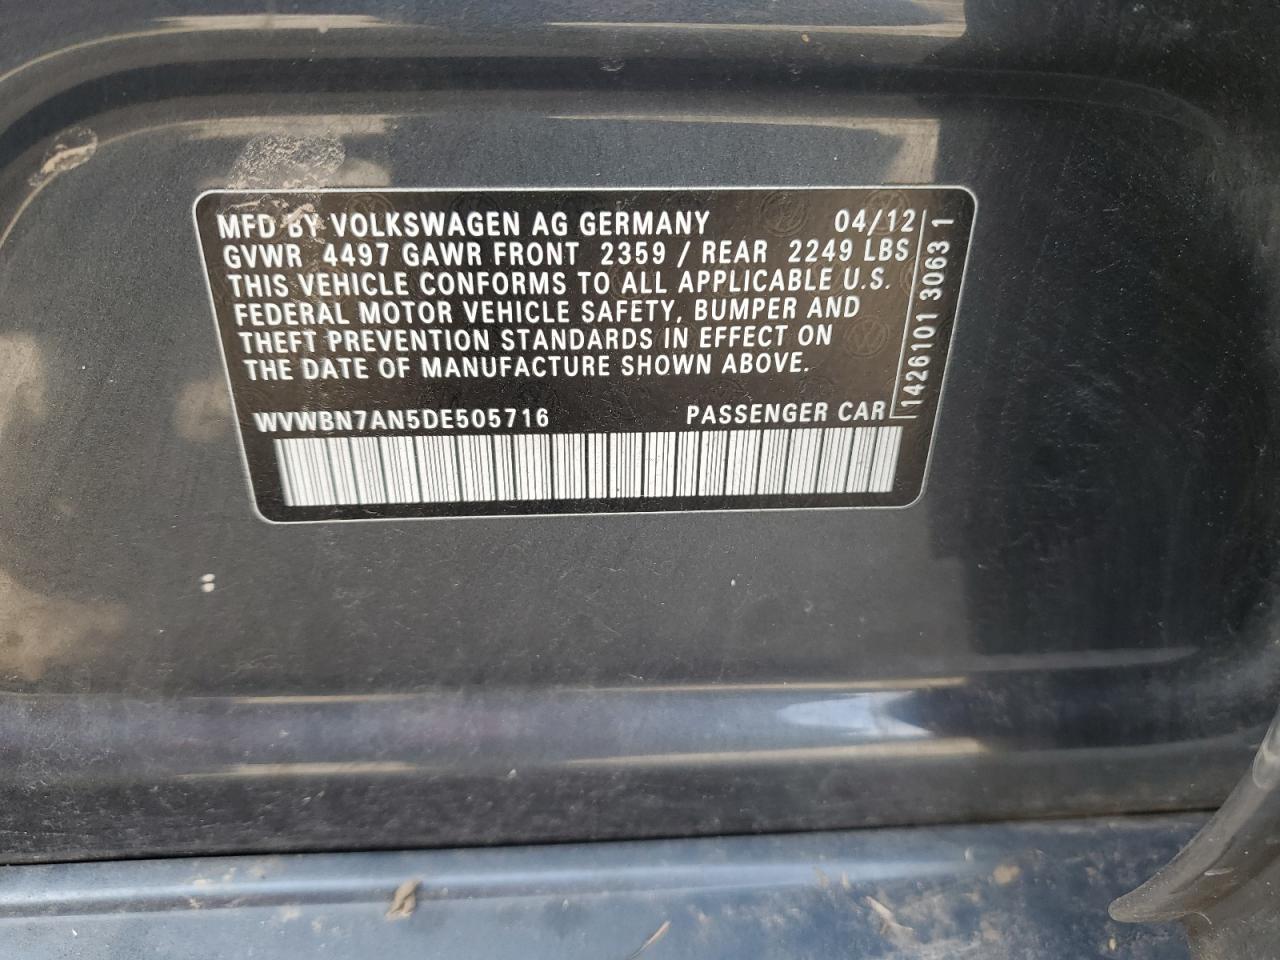 MFD BY VOLKSWAGEN AG GERMANY 04/12
GVWR 4497 GAWR FRONT 2359 / REAR 2249 LBS
THIS VEHICLE CONFORMS TO ALL APPLICABLE U.S.
FEDERAL MOTOR VEHICLE SAFETY, BUMPER AND
THEFT PREVENTION STANDARDS IN EFFECT ON
THE DATE OF MANUFACTURE SHOWN ABOVE.
WVWBN7AN5DE505716 PASSENGER CAR
1426101 3063 1